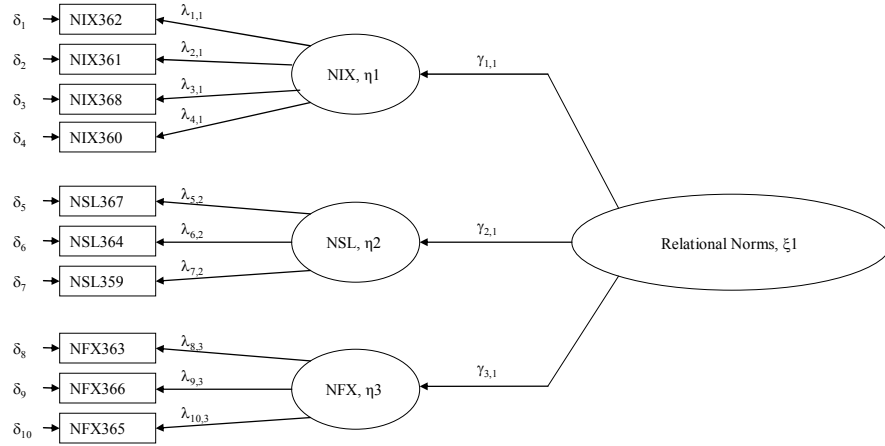 δ1 NIX362 λ1,1
δ2 NIX361 λ2,1 NIX, η1 γ1,1
δ3 NIX368 λ3,1
δ4 NIX360 λ4,1
δ5 NSL367 λ5,2
δ6 NSL364 λ6,2 NSL, η2 γ2,1 Relational Norms, ξ1
δ7 NSL359 λ7,2
δ8 NFX363 λ8,3
δ9 NFX366 λ9,3 NFX, η3 γ3,1
δ10 NFX365 λ10,3